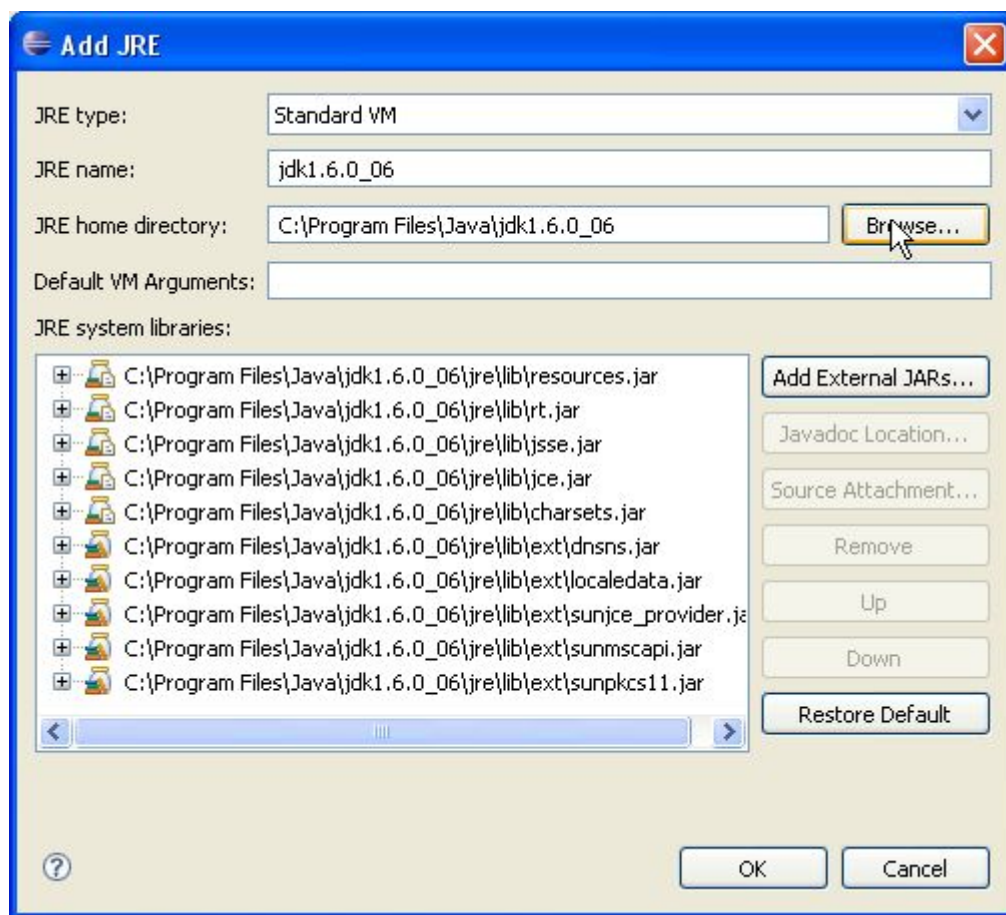 Add JRE
JRE type: Standard VM
JRE name: jdk1.6.0_06
JRE home directory: C:\Program Files\Java\jdk1.6.0_06 Browse...
Default VM Arguments:
JRE system libraries:
C:\Program Files\Java\jdk1.6.0_06\jre\lib\resources.jar
C:\Program Files\Java\jdk1.6.0_06\jre\lib\rt.jar
C:\Program Files\Java\jdk1.6.0_06\jre\lib\jsse.jar
C:\Program Files\Java\jdk1.6.0_06\jre\lib\jce.jar
C:\Program Files\Java\jdk1.6.0_06\jre\lib\charsets.jar
C:\Program Files\Java\jdk1.6.0_06\jre\lib\ext\dnsns.jar
C:\Program Files\Java\jdk1.6.0_06\jre\lib\ext\localedata.jar
C:\Program Files\Java\jdk1.6.0_06\jre\lib\ext\sunjce_provider.ja
C:\Program Files\Java\jdk1.6.0_06\jre\lib\ext\sunmscapi.jar
C:\Program Files\Java\jdk1.6.0_06\jre\lib\ext\sunpkcs11.jar
Add External JARs...
Javadoc Location...
Source Attachment...
Remove
Up
Down
Restore Default
? OK Cancel